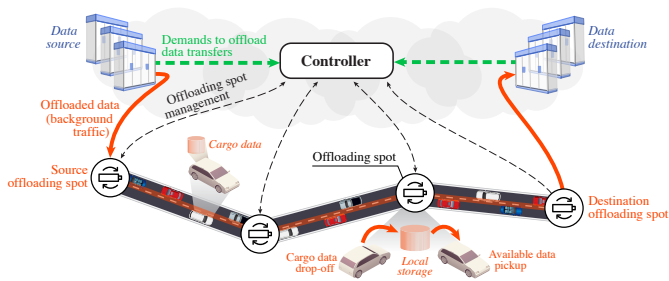 Data
source
Demands to offload
data transfers
Controller
Data
destination
Offloaded data
(background
traffic)
Offloading spot
management
Cargo data
Source
offloading spot
Offloading spot
Destination
offloading spot
Cargo data
drop-off
Local
storage
Available data
pickup